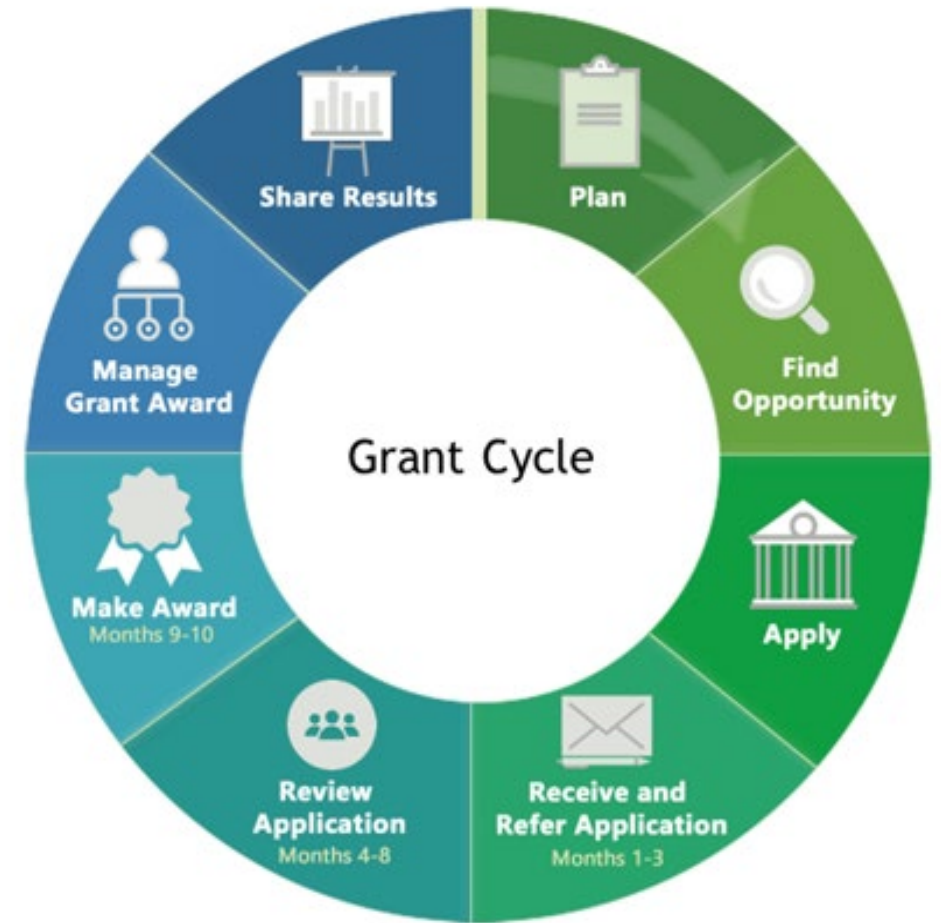 Plan
Find
Opportunity
Apply
Receive and
Refer Application
Months 1-3
Review
Application
Months 4-8
Make Award
Months 9-10
Manage
Grant Award
Share Results
Grant Cycle